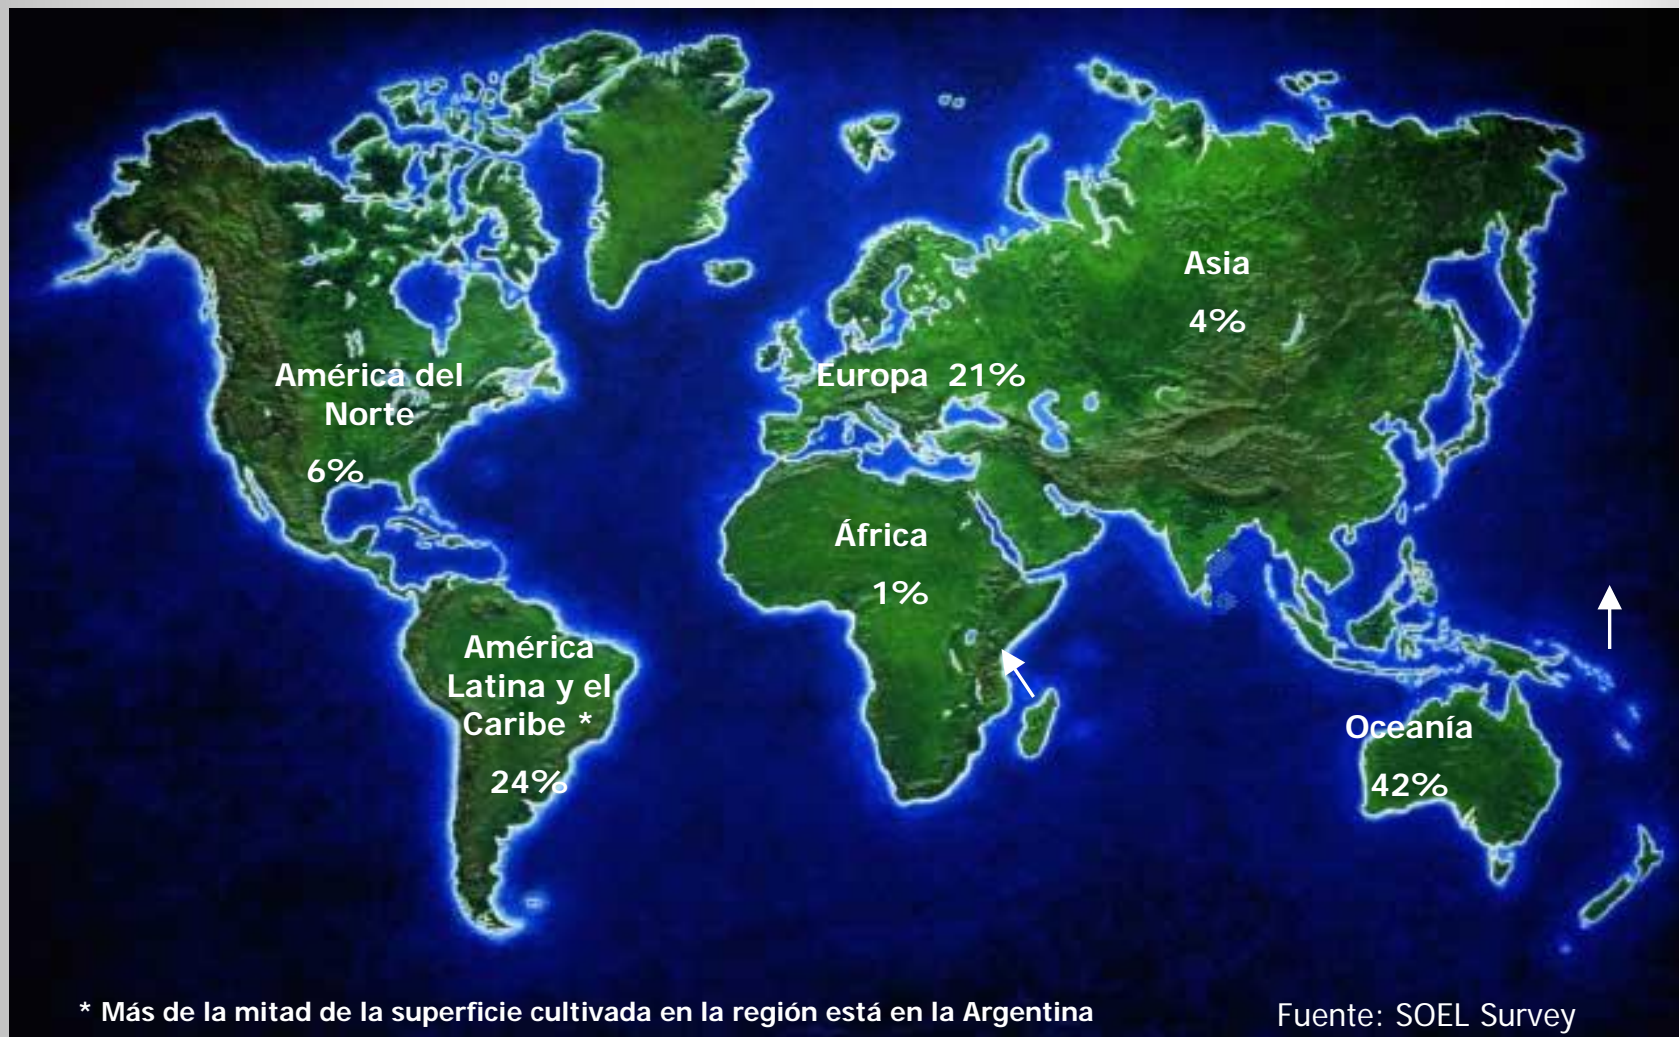 Asia
4%
América del
Norte
6%
Europa 21%
África
1%
América
Latina y el
Caribe *
24%
Oceanía
42%
* Más de la mitad de la superficie cultivada en la región está en la Argentina
Fuente: SOEL Survey